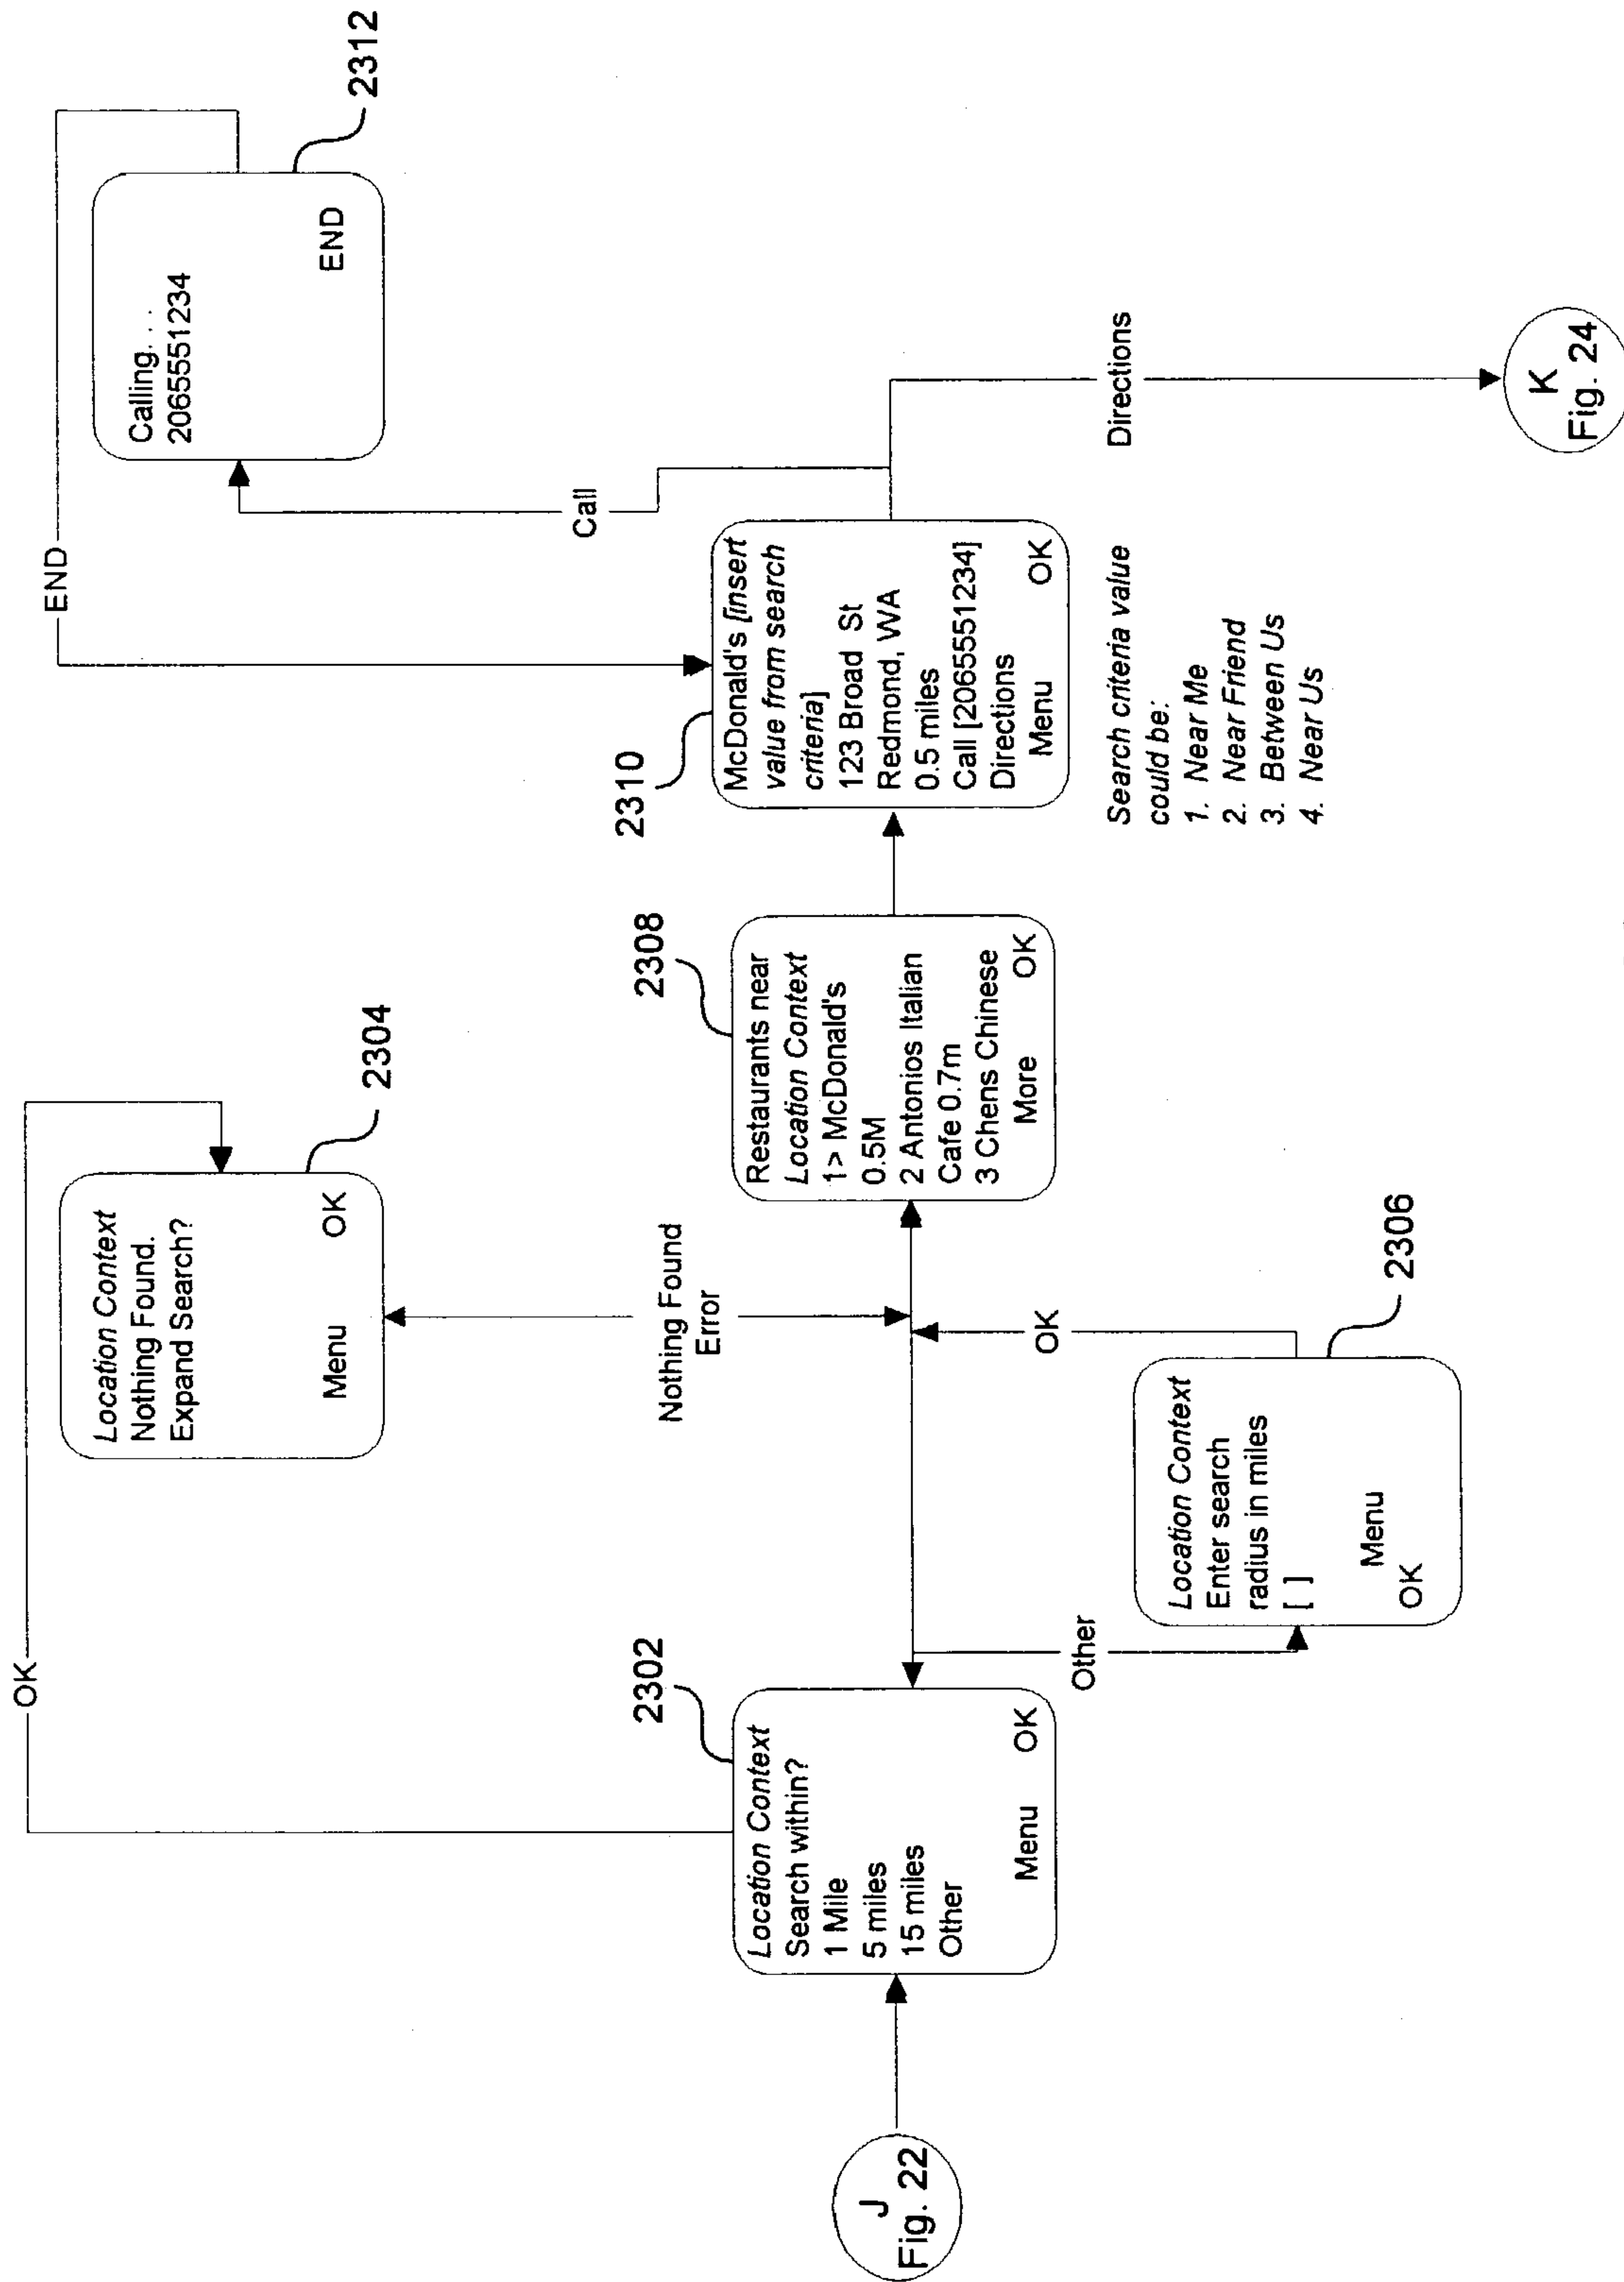 J
Fig. 22
2302
Location Context
Search within?
1 Mile
5 miles
15 miles
Other
Menu OK
OK
2304
Location Context
Nothing Found.
Expand Search?
Menu OK
Nothing Found
Error
Other
2306
Location Context
Enter search
radius in miles
[ ]
Menu
OK
OK
2308
Restaurants near
Location Context
1 > McDonald's
0.5M
2 Antonios Italian
Cafe 0.7m
3 Chens Chinese
More OK
2310
McDonald's [insert
value from search
criteria]
123 Broad St
Redmond, WA
0.5 miles
Call [2065551234]
Directions
Menu OK
Search criteria value
could be:
1. Near Me
2. Near Friend
3. Between Us
4. Near Us
END
Call
Calling. . .
2065551234
END
2312
Directions
K
Fig. 24